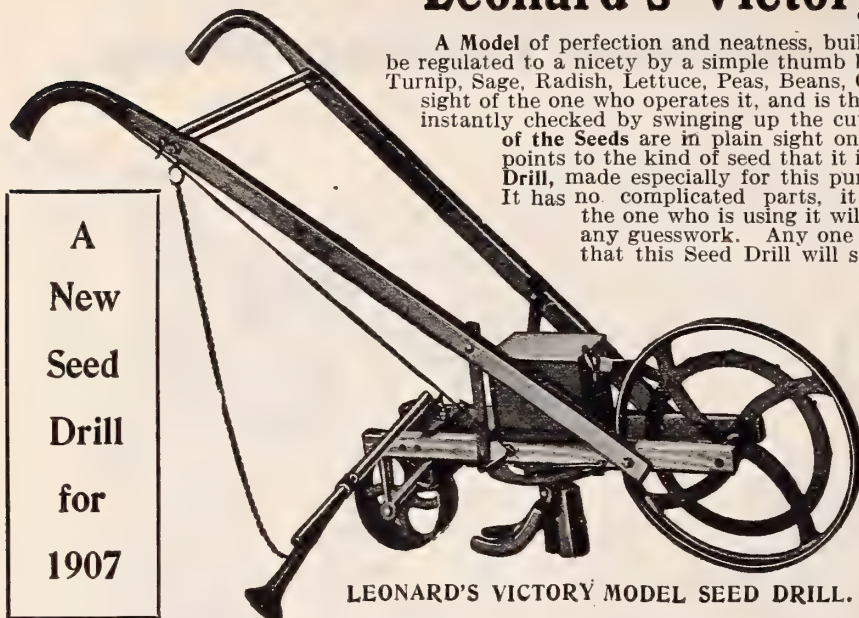 Leonard's Victory
A Model of perfection and neatness, buil
be regulated to a nicety by a simple thumb
Turnip, Sage, Radish, Lettuce, Peas, Beans,
sight of the one who operates it, and is th
instantly checked by swinging up the cu
of the Seeds are in plain sight on
points to the kind of seed that it i
Drill, made especially for this pur
It has no complicated parts, it
the one who is using it wil
any guesswork. Any one
that this Seed Drill will s
A
New
Seed
Drill
for
1907
LEONARD'S VICTORY MODEL SEED DRILL.